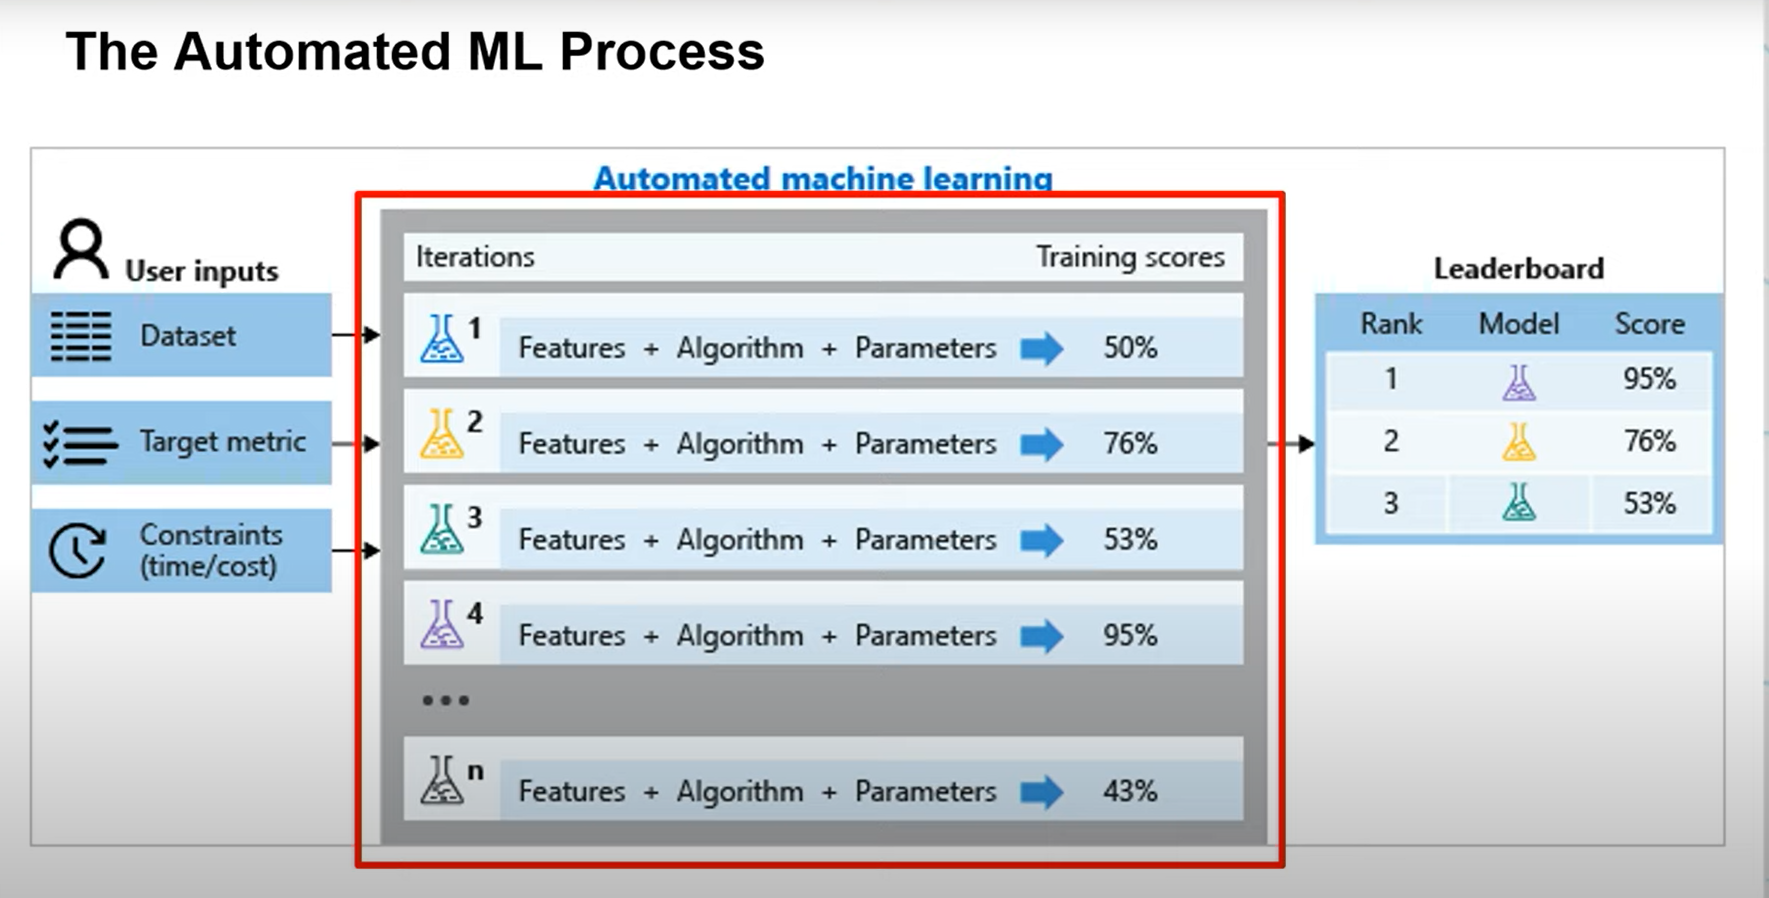 The Automated ML Process
Automated machine learning
User inputs
Dataset
Target metric
Constraints
(time/cost)
Iterations Training scores
1 Features + Algorithm + Parameters 50%
2 Features + Algorithm + Parameters 76%
3 Features + Algorithm + Parameters 53%
4 Features + Algorithm + Parameters 95%
•••
n Features + Algorithm + Parameters 43%
Leaderboard
Rank Model Score
1 95%
2 76%
3 53%